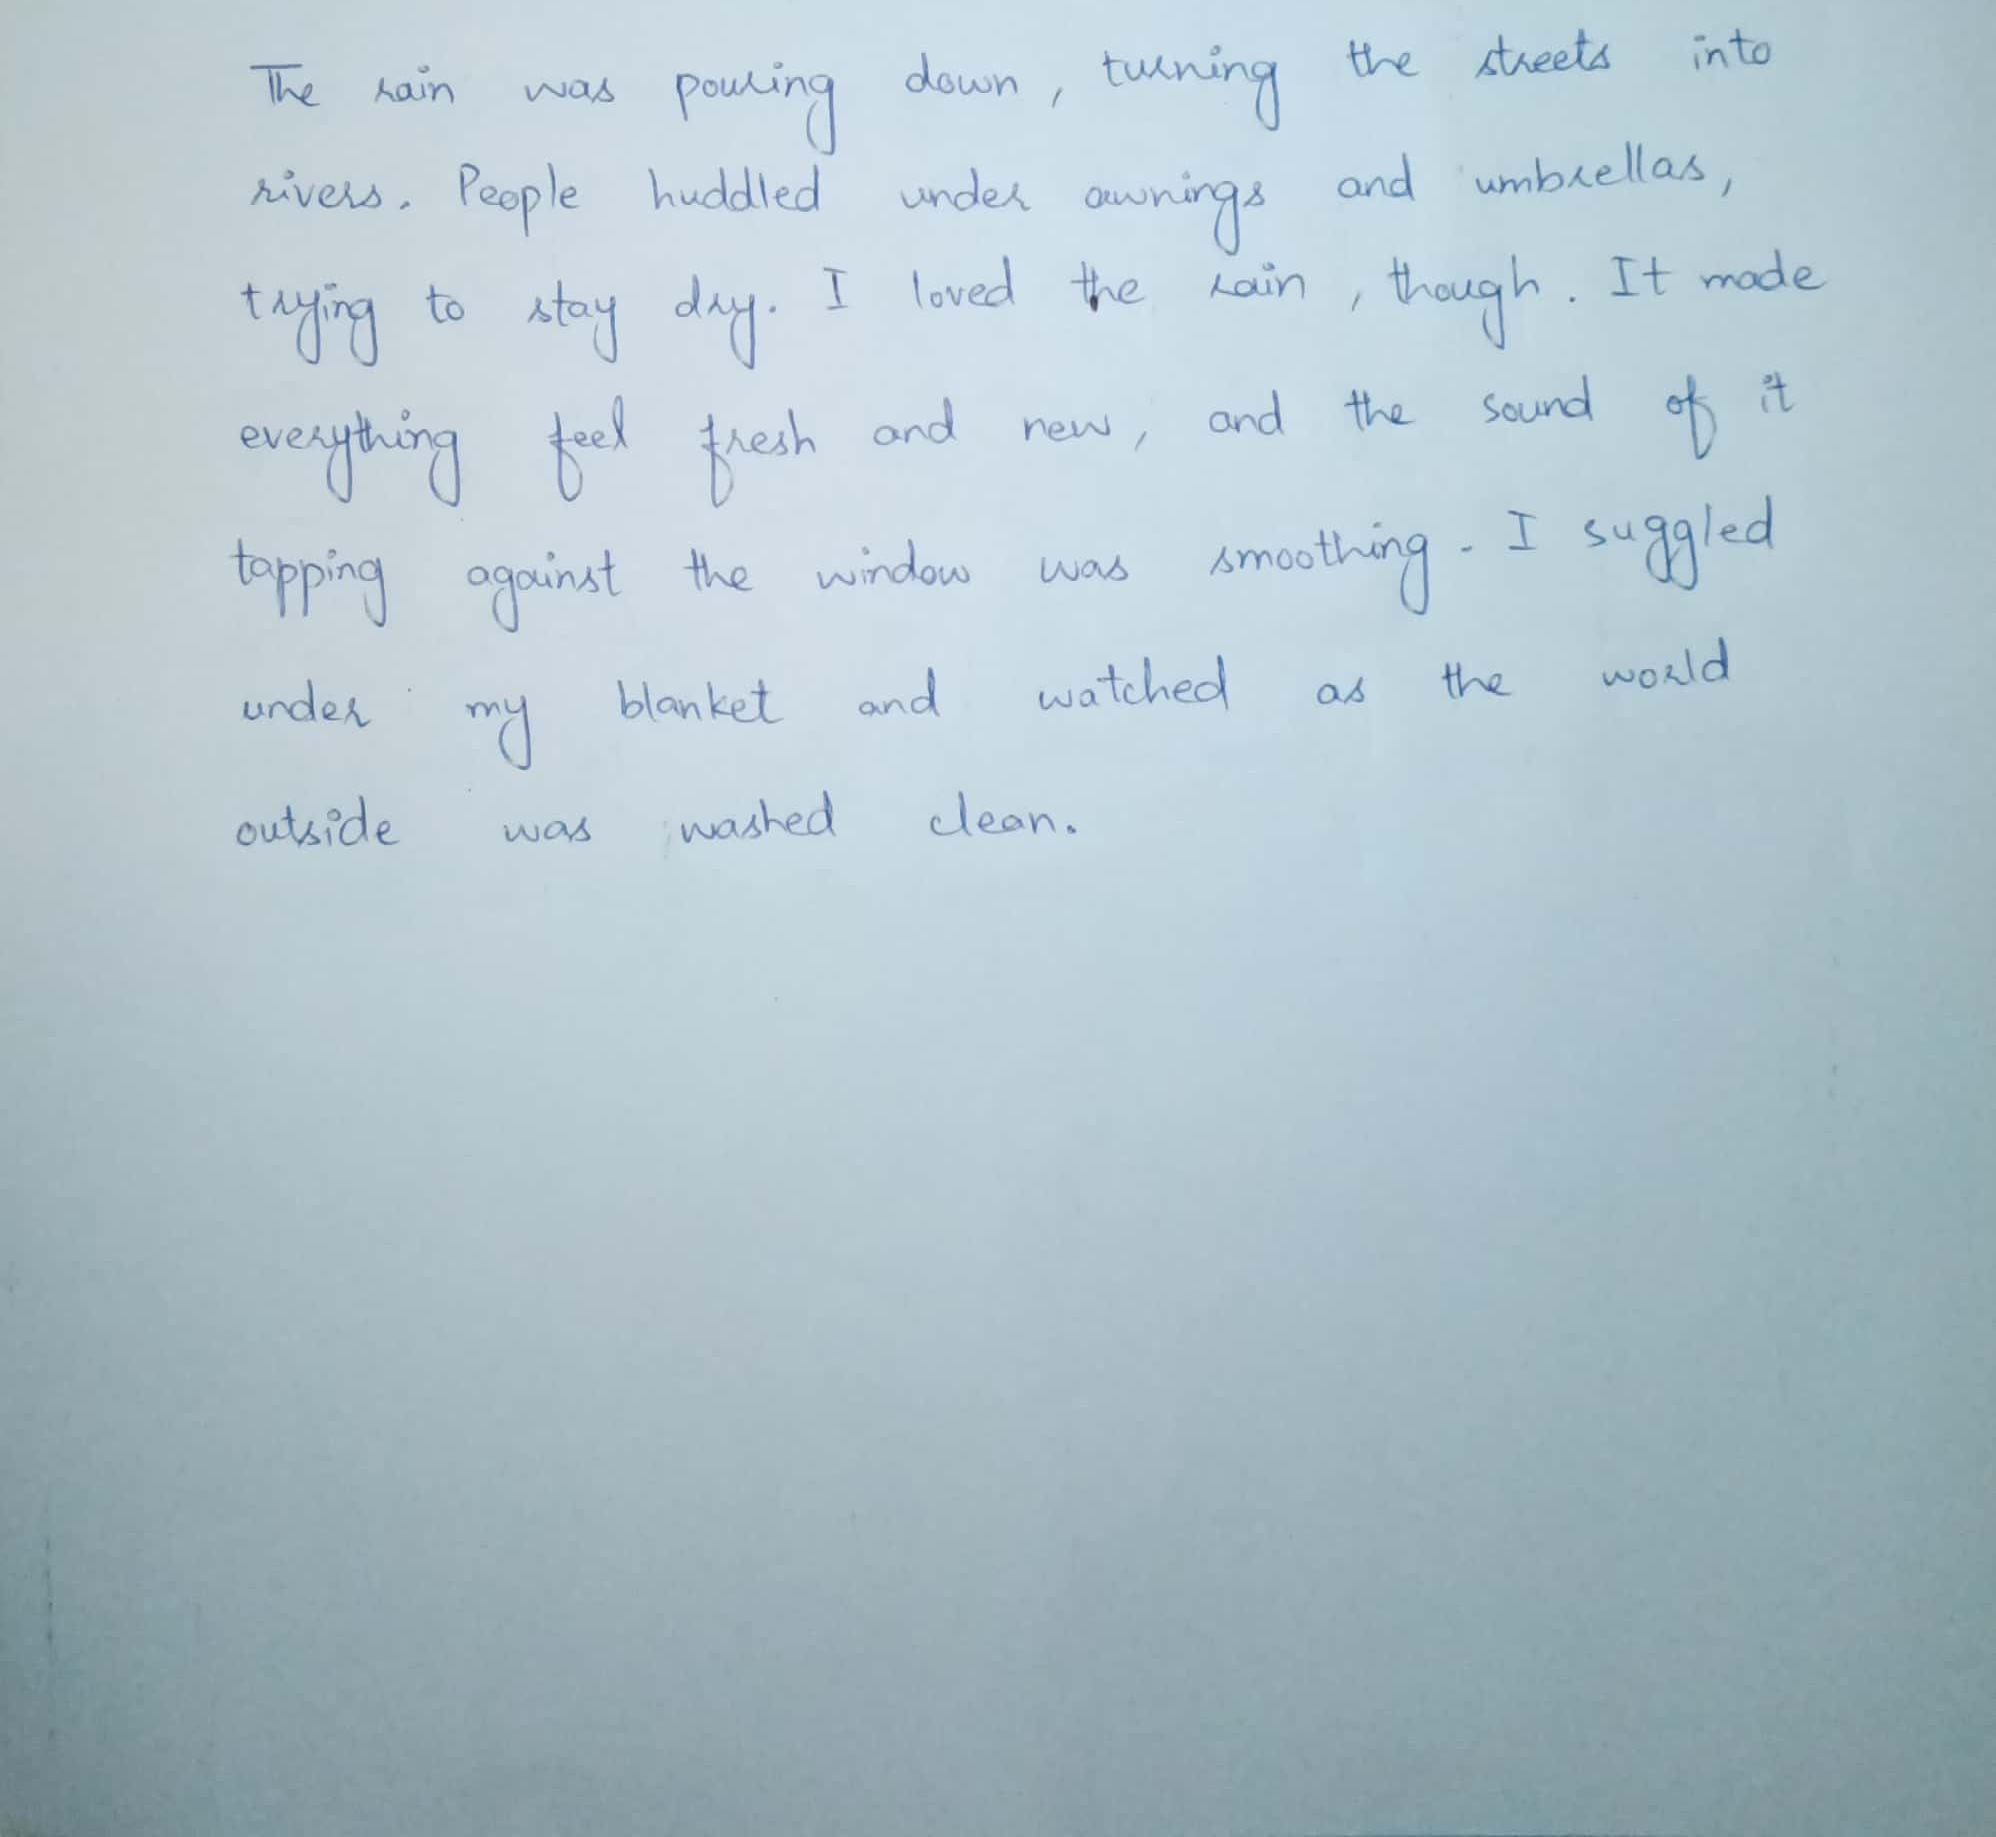 The rain was pouring down, turning the streets into
rivers. People huddled under awnings and umbrellas,
trying to stay dry. I loved the rain, though. It made
everything feel fresh and new, and the sound of it
tapping against the window was smoothing. I suggled
under my blanket and watched as the world
outside was washed clean.